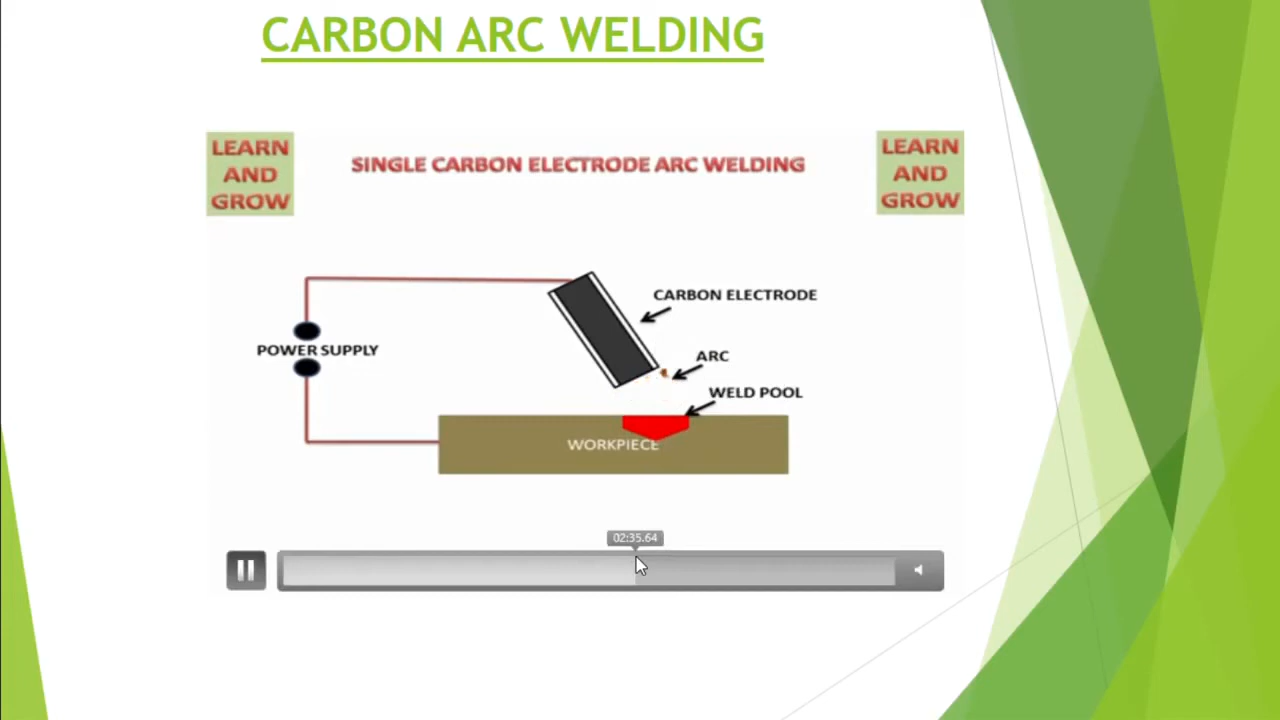 CARBON ARC WELDING
LEARN
AND
GROW
SINGLE CARBON ELECTRODE ARC WELDING
LEARN
AND
GROW
CARBON ELECTRODE
POWER SUPPLY
ARC
WELD POOL
WORKPIECE
02:35.64